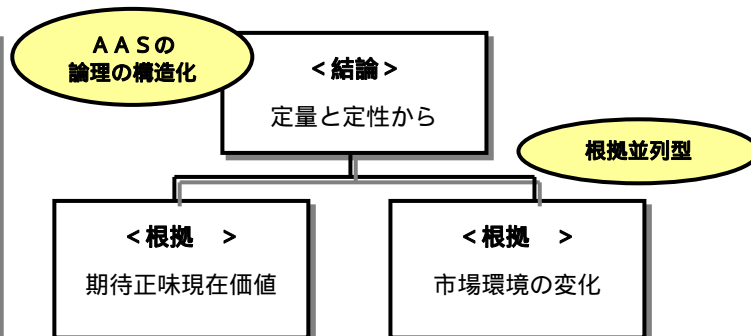 ＡＡＳの
論理の構造化
＜結論＞
定量と定性から
根拠並列型
＜根拠　＞
期待正味現在価値
＜根拠　＞
市場環境の変化